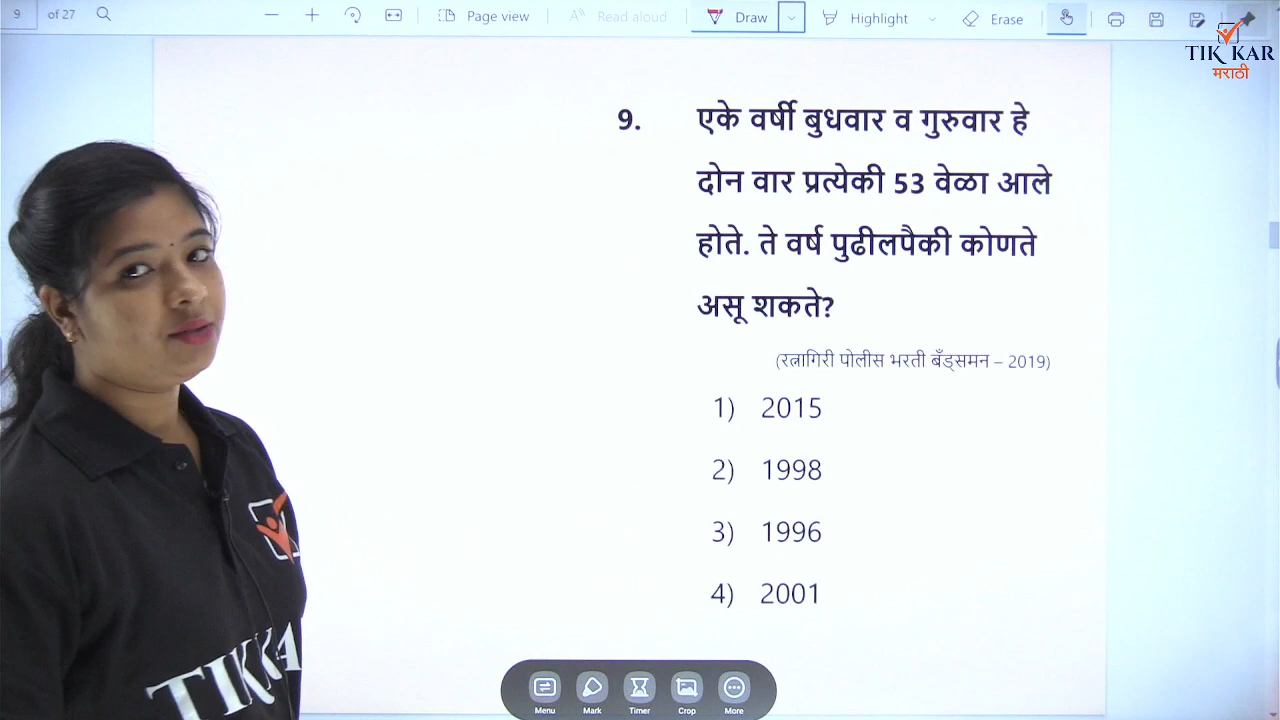 9 of 27 Page view Read aloud Draw Highlight Erase
TIK KAR
मराठी
9. एके वर्षी बुधवार व गुरुवार हे
दोन वार प्रत्येकी 53 वेळा आले
होते. ते वर्ष पुढीलपैकी कोणते
असू शकते?
(रत्नागिरी पोलीस भरती बँड्समन – 2019)
1) 2015
2) 1998
3) 1996
4) 2001
TIKKA
Menu Mark Timer Crop More